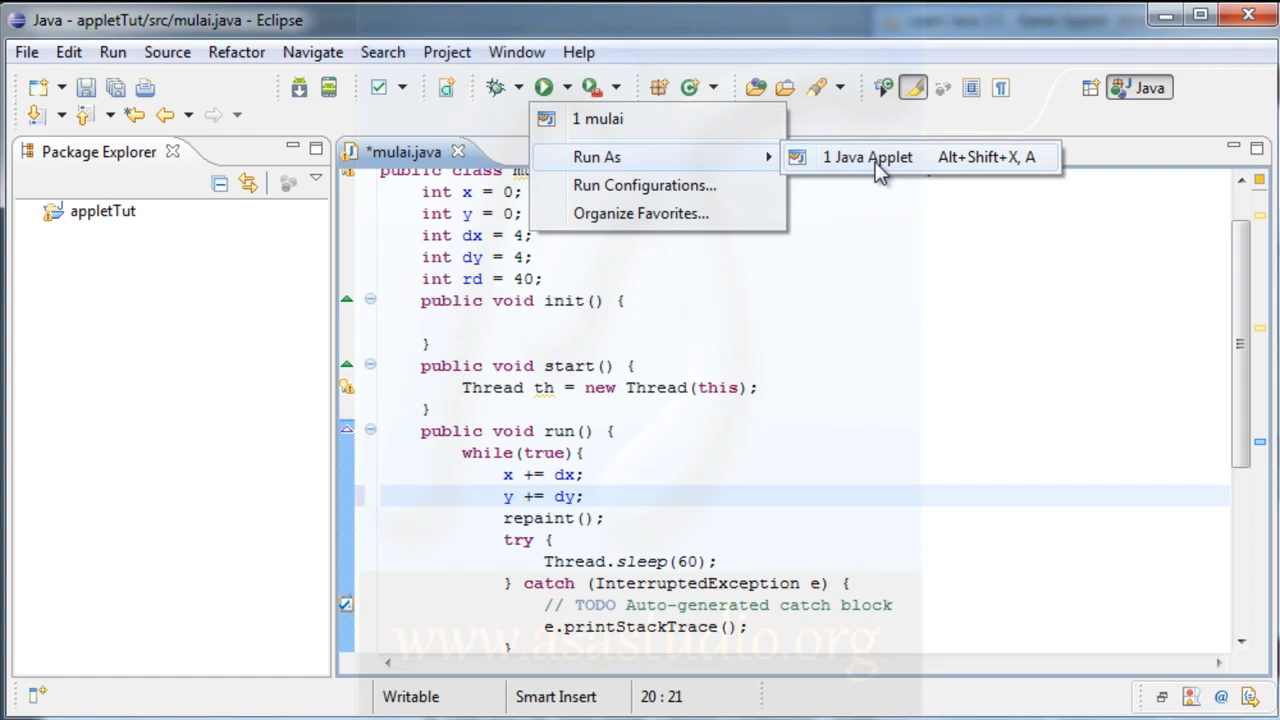 Java - appletTut/src/mulai.java - Eclipse
File Edit Run Source Refactor Navigate Search Project Window Help
Java
1 mulai
Run As
1 Java Applet Alt+Shift+X, A
Run Configurations...
Organize Favorites...
Package Explorer
appletTut
*mulai.java
public class
int x = 0;
int y = 0;
int dx = 4;
int dy = 4;
int rd = 40;
public void init() {
}
public void start() {
Thread th = new Thread(this);
}
public void run() {
while(true){
x += dx;
y += dy;
repaint();
try {
Thread.sleep(60);
} catch (InterruptedException e) {
// TODO Auto-generated catch block
e.printStackTrace();
}
www.asastudio.org
Writable Smart Insert 20 : 21